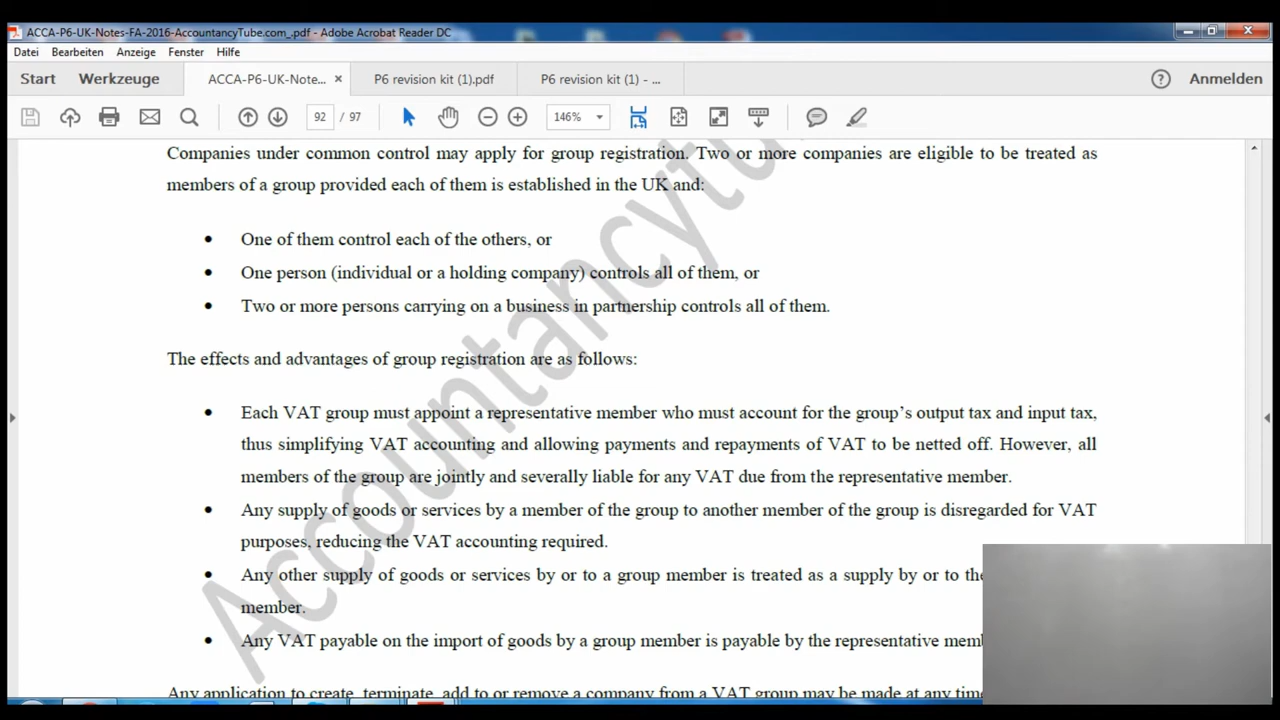 ACCA-P6-UK-Notes-FA-2016-AccountancyTube.com_.pdf - Adobe Acrobat Reader DC
Datei Bearbeiten Anzeige Fenster Hilfe
Start Werkzeuge ACCA-P6-UK-Note... P6 revision kit (1).pdf P6 revision kit (1) - ... Anmelden
92 / 97 146%
Companies under common control may apply for group registration. Two or more companies are eligible to be treated as
members of a group provided each of them is established in the UK and:
• One of them control each of the others, or
• One person (individual or a holding company) controls all of them, or
• Two or more persons carrying on a business in partnership controls all of them.
The effects and advantages of group registration are as follows:
• Each VAT group must appoint a representative member who must account for the group's output tax and input tax,
thus simplifying VAT accounting and allowing payments and repayments of VAT to be netted off. However, all
members of the group are jointly and severally liable for any VAT due from the representative member.
• Any supply of goods or services by a member of the group to another member of the group is disregarded for VAT
purposes, reducing the VAT accounting required.
• Any other supply of goods or services by or to a group member is treated as a supply by or to the
member.
• Any VAT payable on the import of goods by a group member is payable by the representative memb
Any application to create, terminate, add to or remove a company from a VAT group may be made at any time
Accountancytu